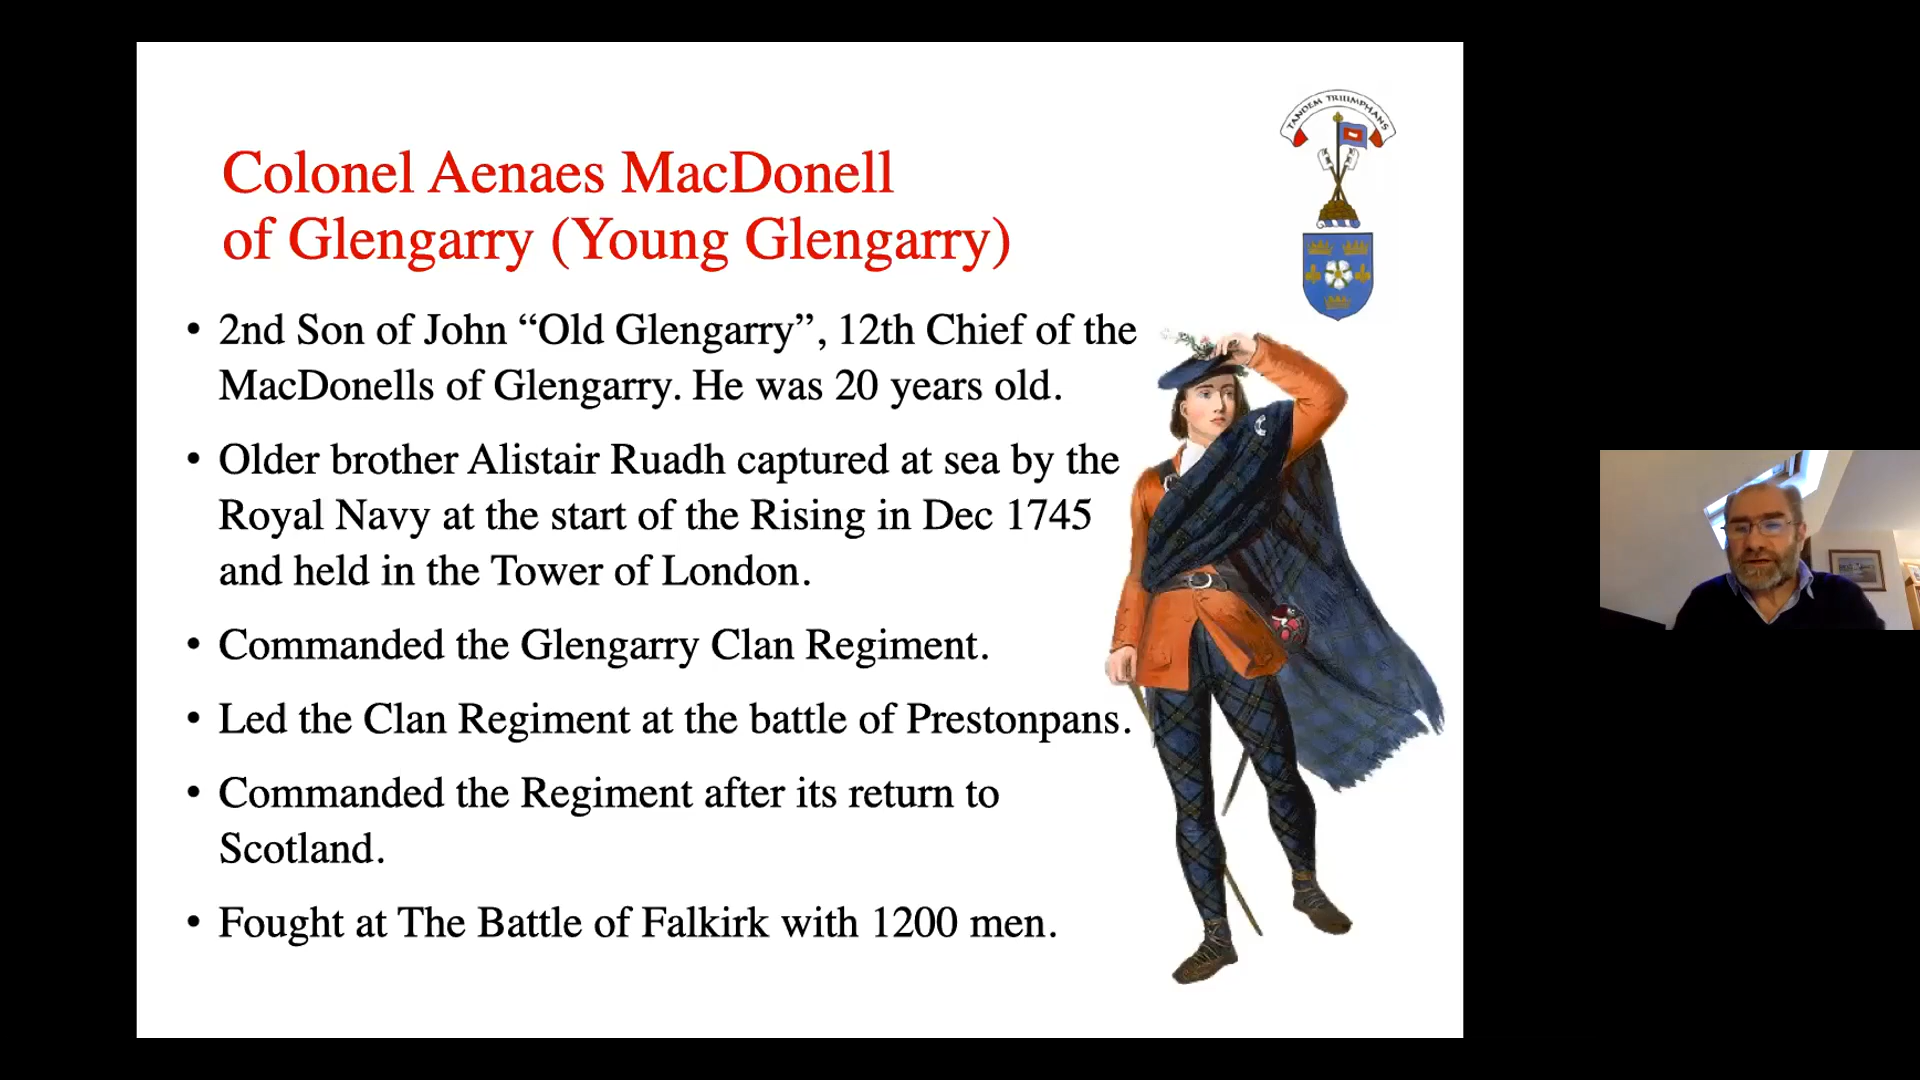 TANDEM TRIUMPHANS
Colonel Aenaes MacDonell
of Glengarry (Young Glengarry)
• 2nd Son of John “Old Glengarry”, 12th Chief of the
MacDonells of Glengarry. He was 20 years old.
• Older brother Alistair Ruadh captured at sea by the
Royal Navy at the start of the Rising in Dec 1745
and held in the Tower of London.
• Commanded the Glengarry Clan Regiment.
• Led the Clan Regiment at the battle of Prestonpans.
• Commanded the Regiment after its return to
Scotland.
• Fought at The Battle of Falkirk with 1200 men.